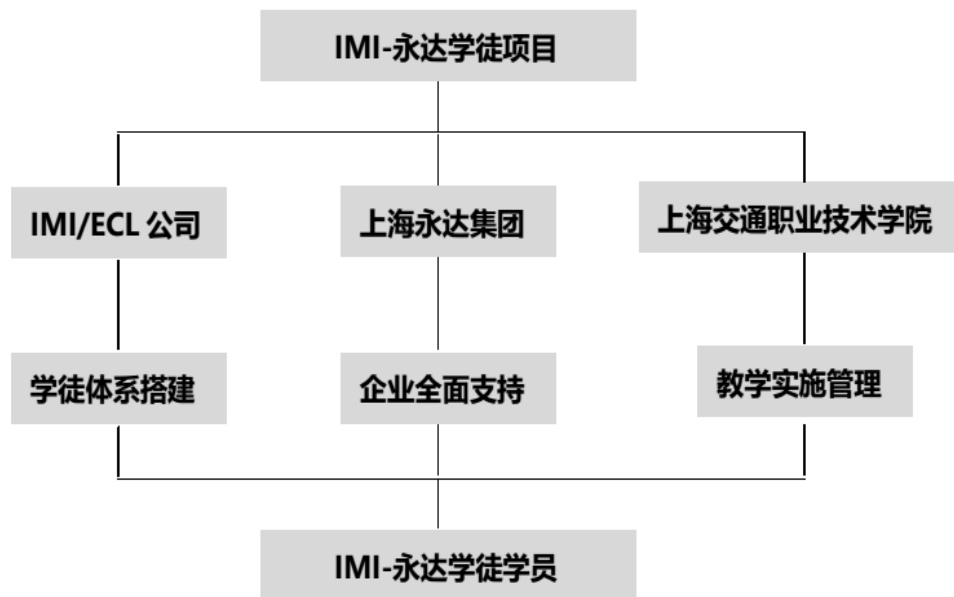 IMI-永达学徒项目
IMI/ECL 公司
上海永达集团
上海交通职业技术学院
学徒体系搭建
企业全面支持
教学实施管理
IMI-永达学徒学员